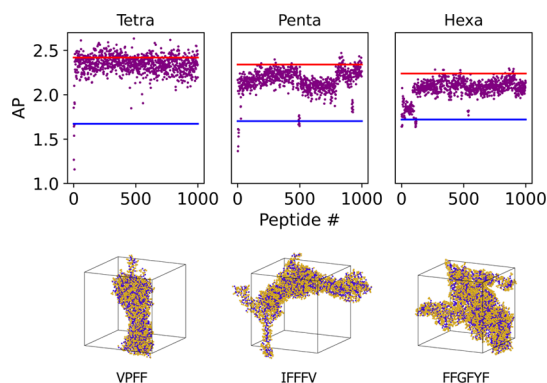 Tetra Penta Hexa
2.5
2.0
1.5
1.0
AP
0 500 1000 0 500 1000 0 500 1000
Peptide #
VPFF IFFFV FFGFYF